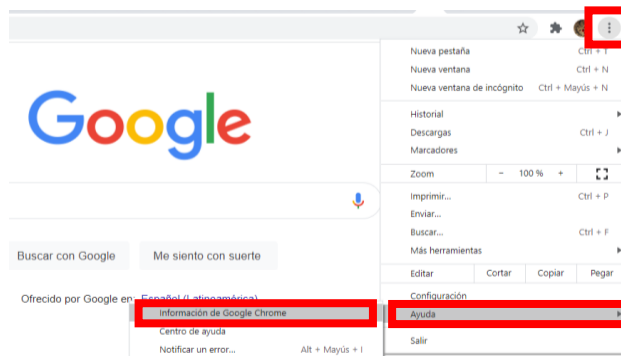 Nueva pestaña Ctrl + T
Nueva ventana Ctrl + N
Nueva ventana de incógnito Ctrl + Mayús + N
Historial
Descargas Ctrl + J
Marcadores
Zoom - 100 % +
Google
Imprimir... Ctrl + P
Enviar...
Buscar... Ctrl + F
Más herramientas
Editar Cortar Copiar Pegar
Configuración
Ayuda
Salir
Buscar con Google Me siento con suerte
Ofrecido por Google en: Español (Latinoamérica)
Información de Google Chrome
Centro de ayuda
Notificar un error... Alt + Mayús + I